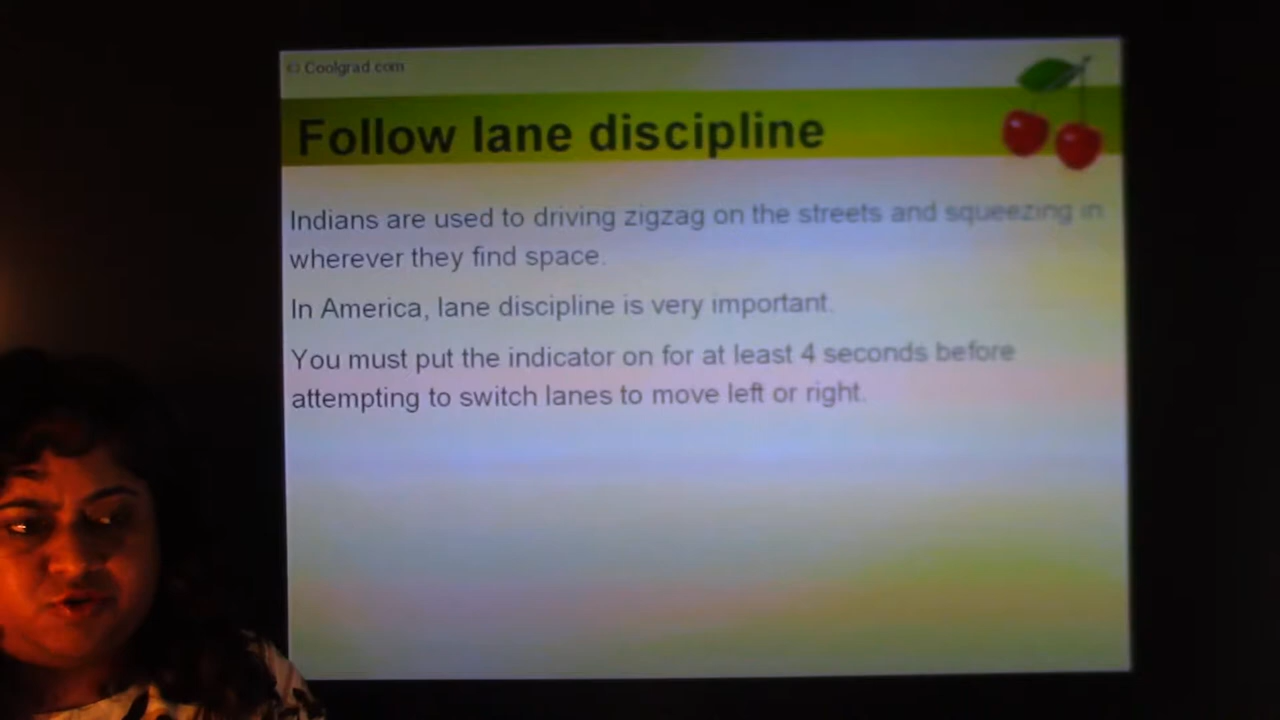 © Coolgrad.com
Follow lane discipline
Indians are used to driving zigzag on the streets and squeezing in
wherever they find space.
In America, lane discipline is very important.
You must put the indicator on for at least 4 seconds before
attempting to switch lanes to move left or right.